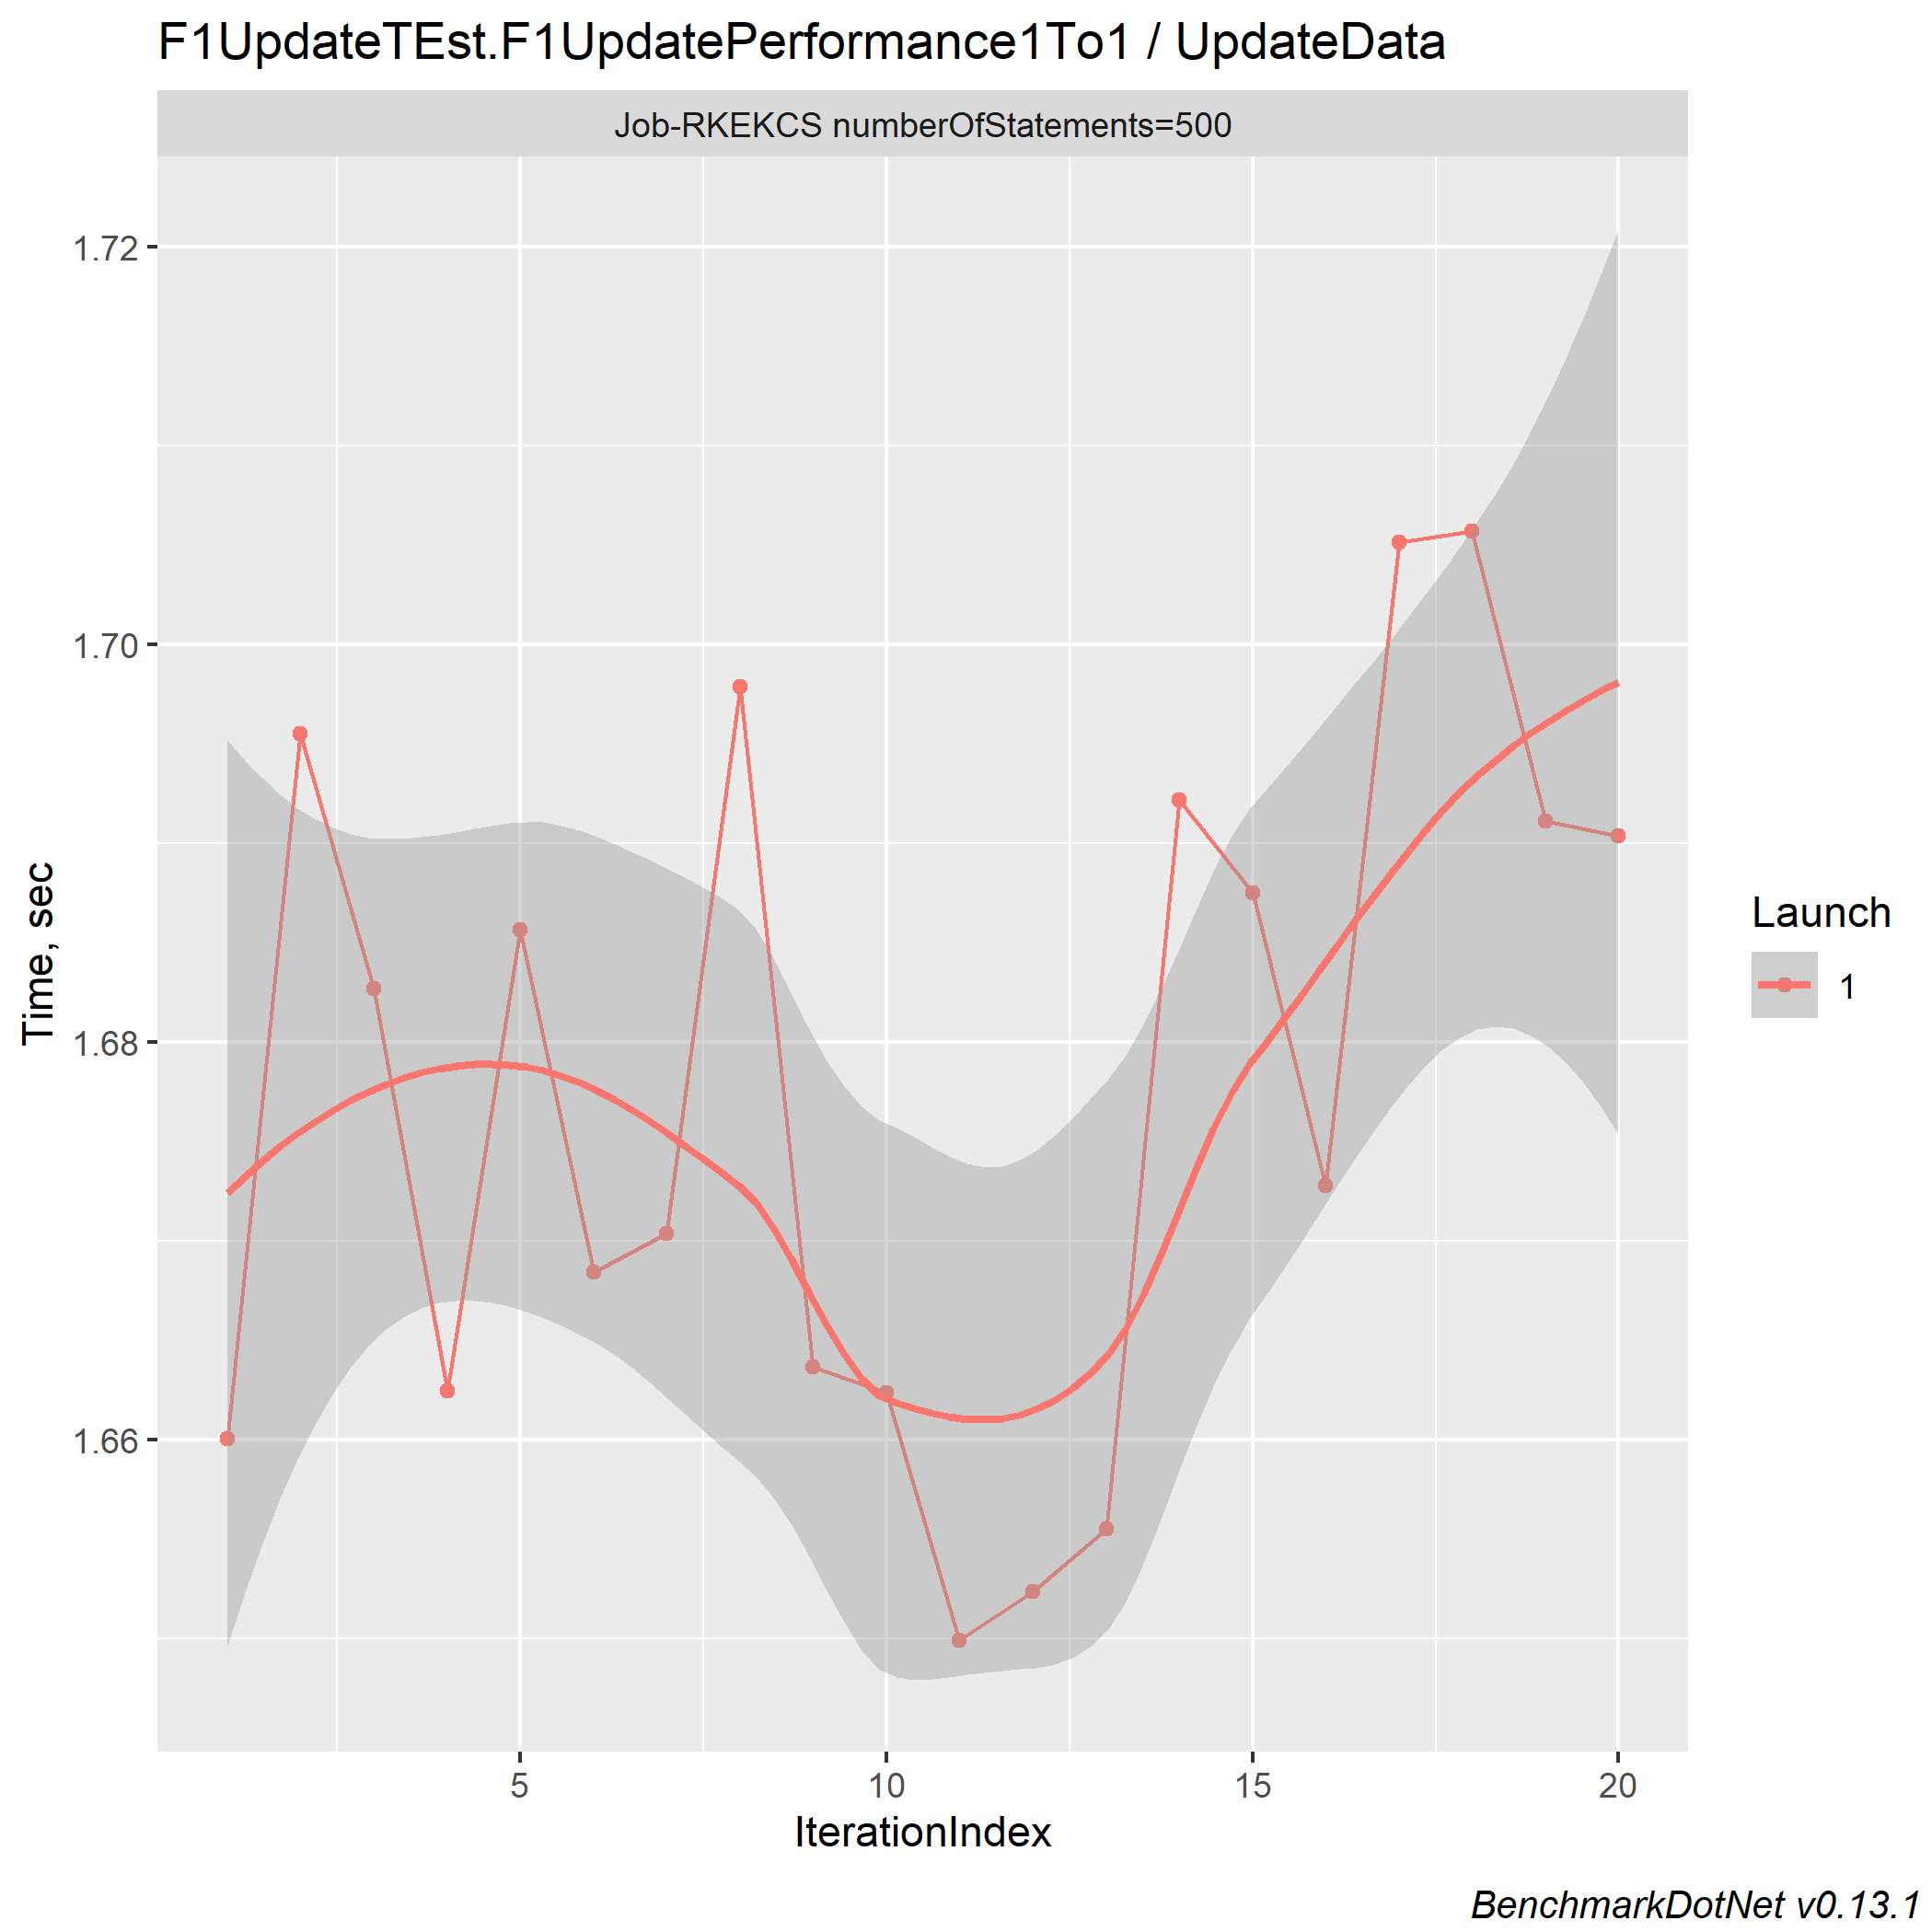 F1UpdateTEst.F1UpdatePerformance1To1 / UpdateData
Job-RKEKCS numberOfStatements=500
1.72
1.70
1.68
1.66
Time, sec
5 10 15 20
IterationIndex
Launch
1
BenchmarkDotNet v0.13.1